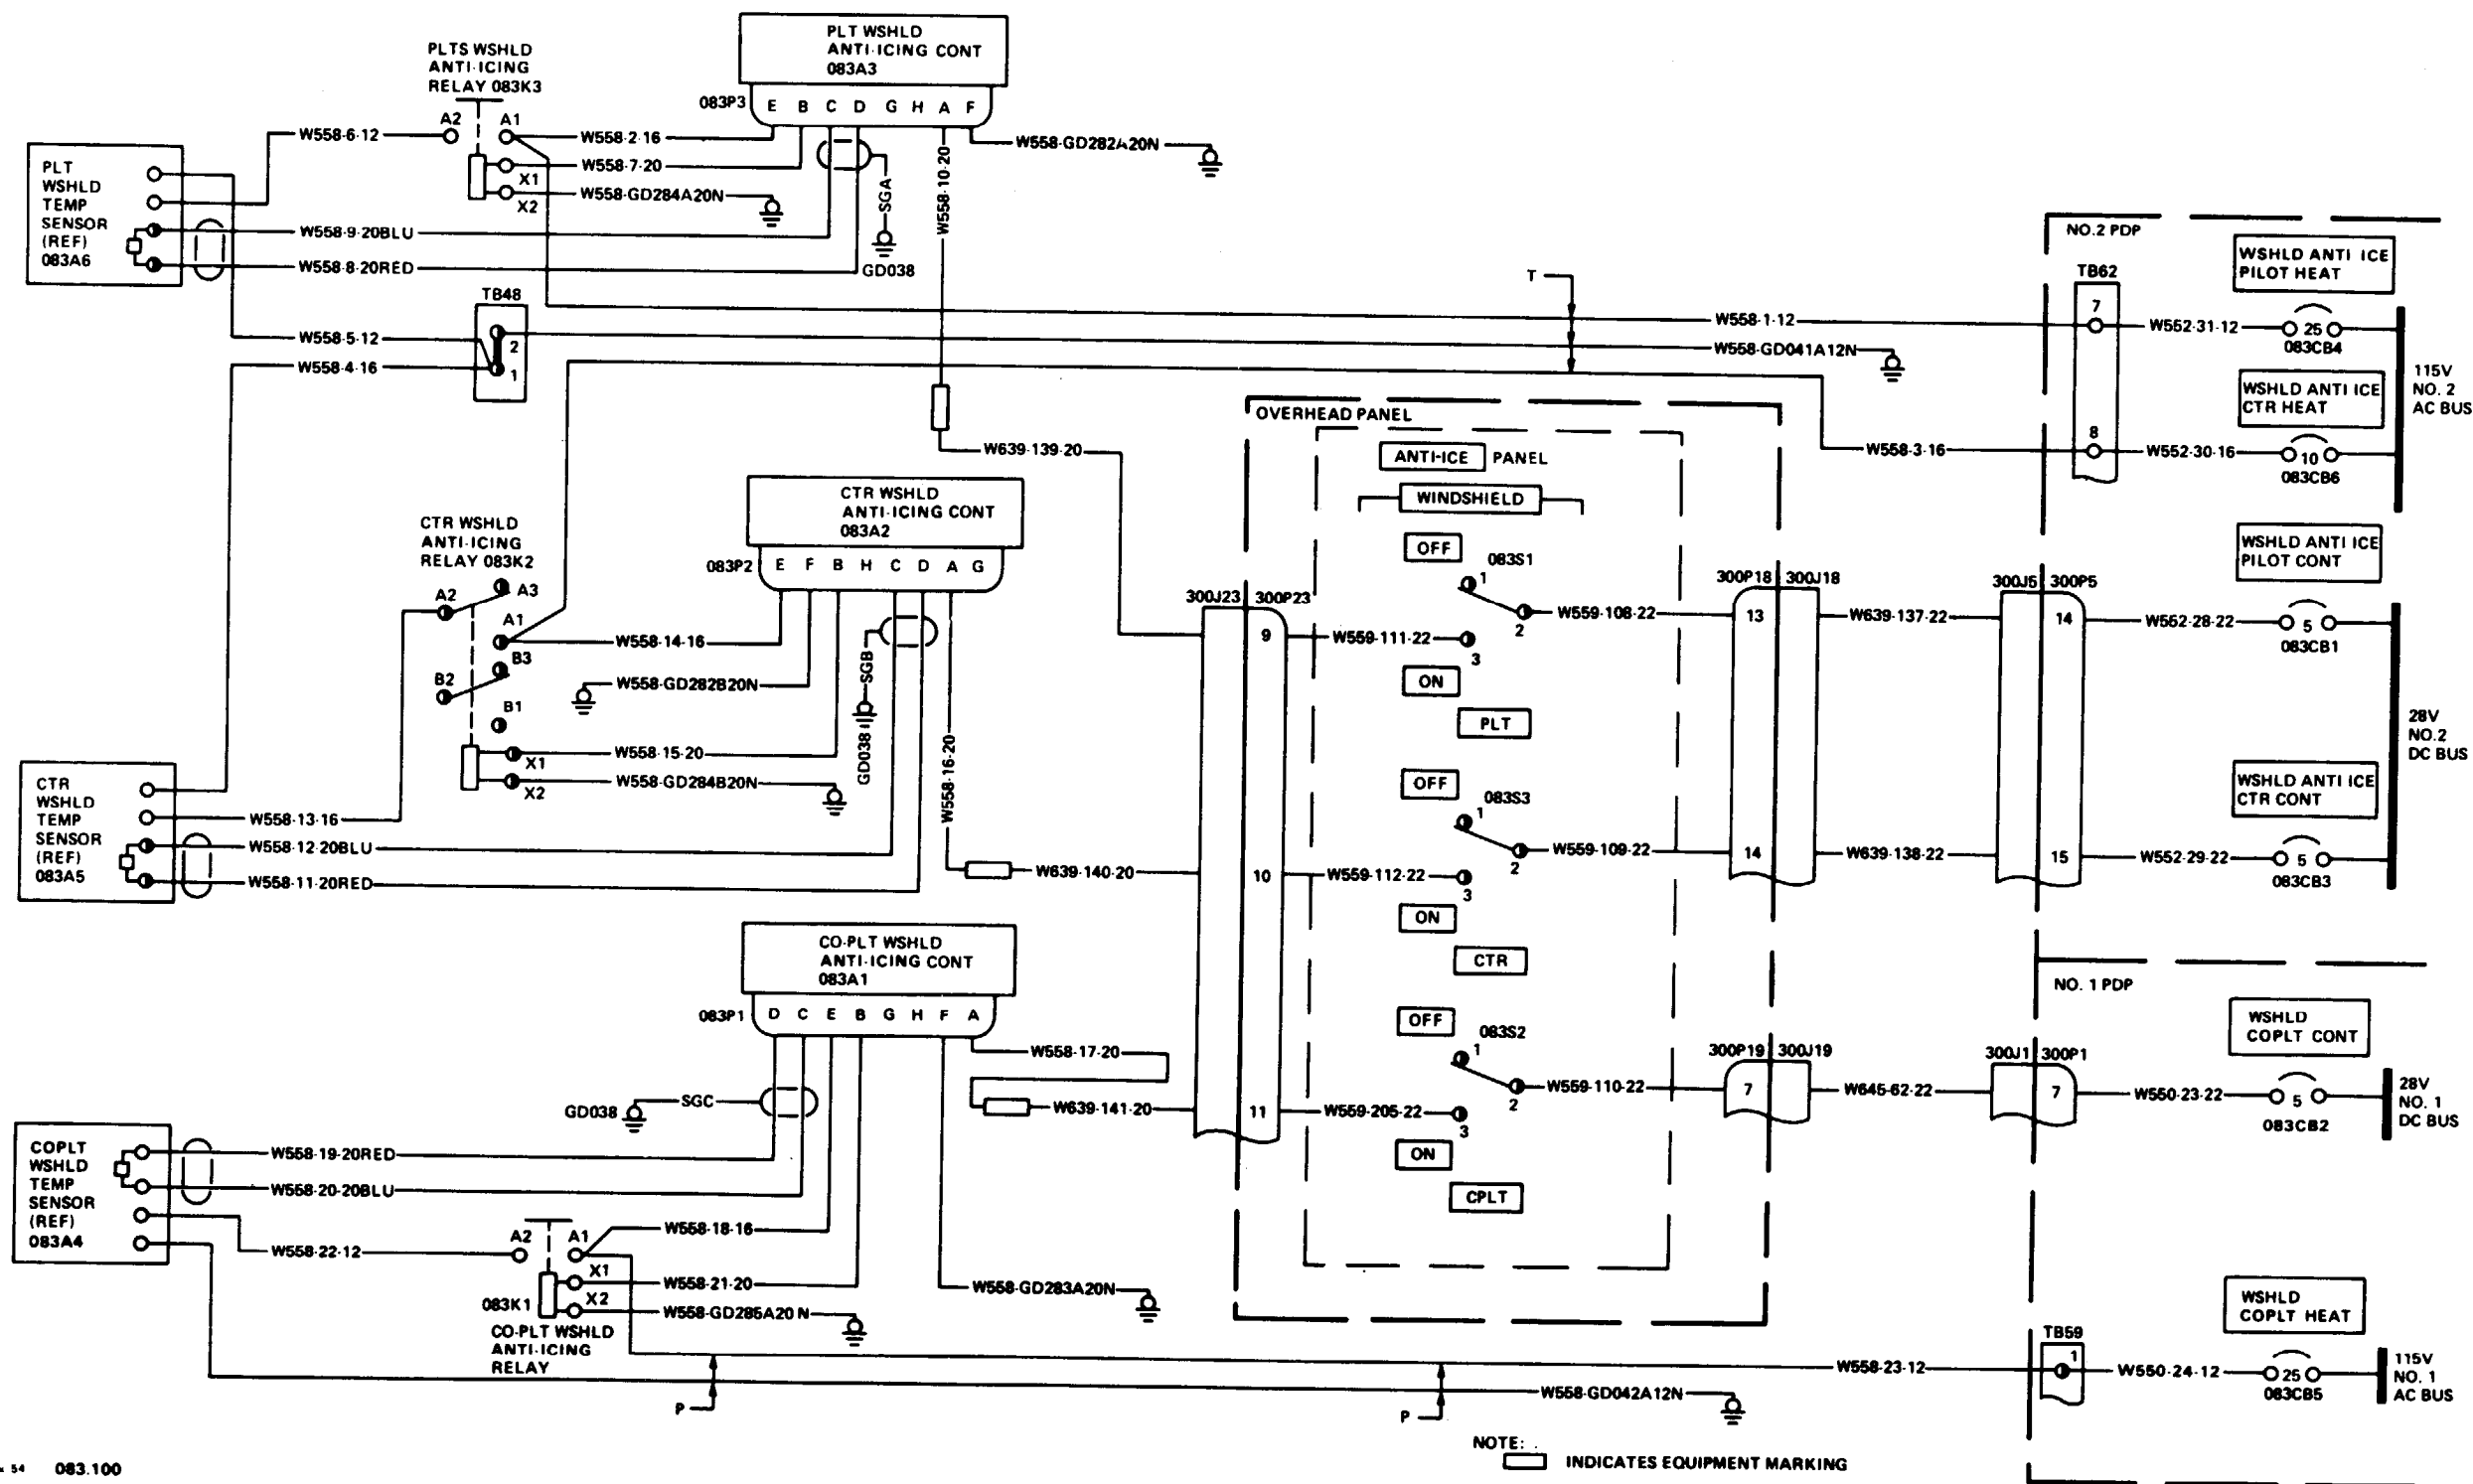 PLT WSHLD
ANTI-ICING CONT
083A3
PLTS WSHLD
ANTI-ICING
RELAY 083K3
083P3
E B C D G H A F
A2
A1
X1
X2
W558-6-12
W558-2-16
W558-7-20
W558-GD284A20N
W558-GD282A20N
W558-10-20
SGA
GD038
PLT
WSHLD
TEMP
SENSOR
(REF)
083A6
W558-9-20BLU
W558-8-20RED
TB48
2
1
W558-5-12
W558-4-16
T
W558-1-12
W558-GD041A12N
W558-3-16
NO.2 PDP
TB62
7
8
WSHLD ANTI ICE
PILOT HEAT
W552-31-12
25
083CB4
WSHLD ANTI ICE
CTR HEAT
W552-30-16
10
083CB6
115V
NO. 2
AC BUS
OVERHEAD PANEL
ANTI-ICE PANEL
WINDSHIELD
W639-139-20
CTR WSHLD
ANTI-ICING CONT
083A2
083P2
E F B H C D A G
CTR WSHLD
ANTI-ICING
RELAY 083K2
A2
A3
A1
B3
B2
B1
X1
X2
W558-14-16
W558-GD282B20N
W558-15-20
W558-GD284B20N
SGB
GD038
W558-16-20
W639-140-20
CTR
WSHLD
TEMP
SENSOR
(REF)
083A5
W558-13-16
W558-12-20BLU
W558-11-20RED
300J23
300P23
9
10
11
OFF
083S1
1
2
3
W559-111-22
W559-108-22
ON
PLT
OFF
083S3
1
2
3
W559-112-22
W559-109-22
ON
CTR
OFF
083S2
1
2
3
W559-205-22
W559-110-22
ON
CPLT
300P18
300J18
13
14
W639-137-22
W639-138-22
300J5
300P5
14
15
WSHLD ANTI ICE
PILOT CONT
W552-28-22
5
083CB1
WSHLD ANTI ICE
CTR CONT
W552-29-22
5
083CB3
28V
NO.2
DC BUS
CO-PLT WSHLD
ANTI-ICING CONT
083A1
083P1
D C E B G H F A
W558-17-20
W639-141-20
GD038
SGC
COPLT
WSHLD
TEMP
SENSOR
(REF)
083A4
W558-19-20RED
W558-20-20BLU
W558-22-12
A2
A1
X1
X2
083K1
CO-PLT WSHLD
ANTI-ICING
RELAY
W558-18-16
W558-21-20
W558-GD285A20 N
W558-GD283A20N
300P19
300J19
7
W645-62-22
300J1
300P1
7
NO. 1 PDP
WSHLD
COPLT CONT
W550-23-22
5
083CB2
28V
NO. 1
DC BUS
WSHLD
COPLT HEAT
TB59
1
W558-23-12
W550-24-12
25
083CB5
115V
NO. 1
AC BUS
P
P
W558-GD042A12N
NOTE:
INDICATES EQUIPMENT MARKING
54 083.100